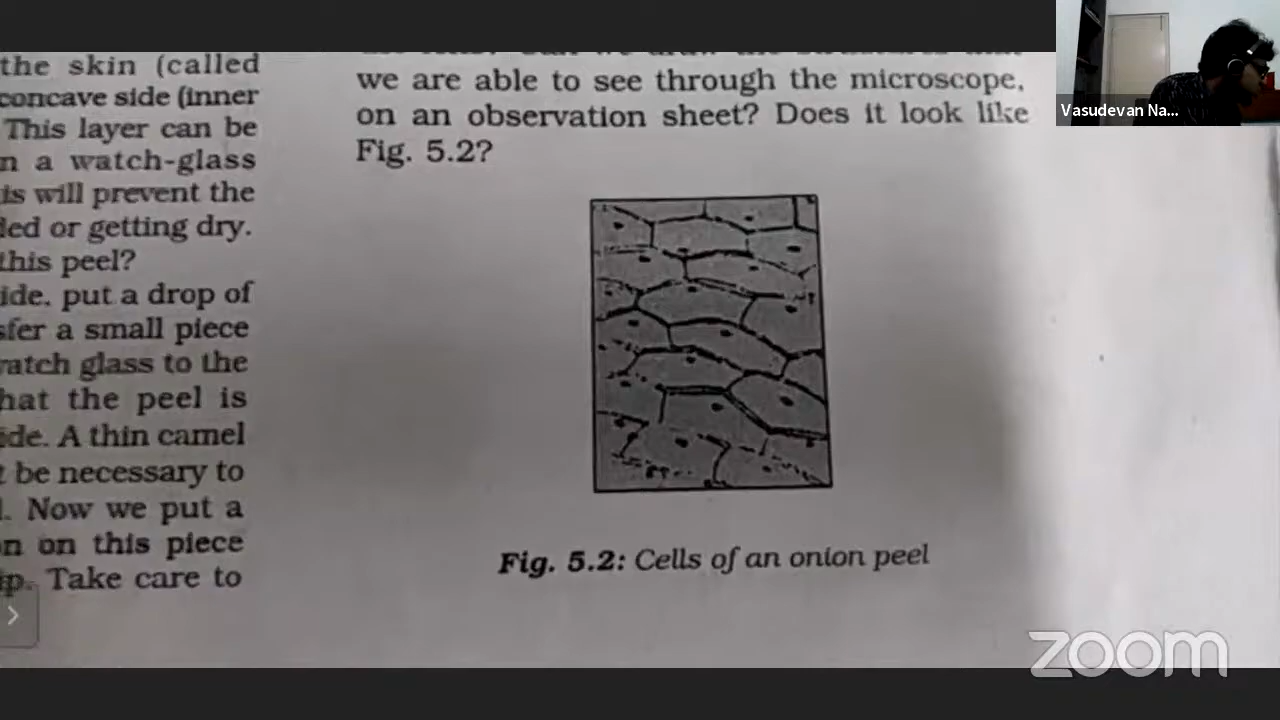 the skin (called
concave side (inner
This layer can be
n a watch-glass
is will prevent the
led or getting dry.
this peel?
ide. put a drop of
sfer a small piece
watch glass to the
hat the peel is
ide. A thin camel
t be necessary to
l. Now we put a
n on this piece
ip. Take care to
we are able to see through the microscope,
on an observation sheet? Does it look like
Fig. 5.2?
Fig. 5.2: Cells of an onion peel
Vasudevan Na...
zoom